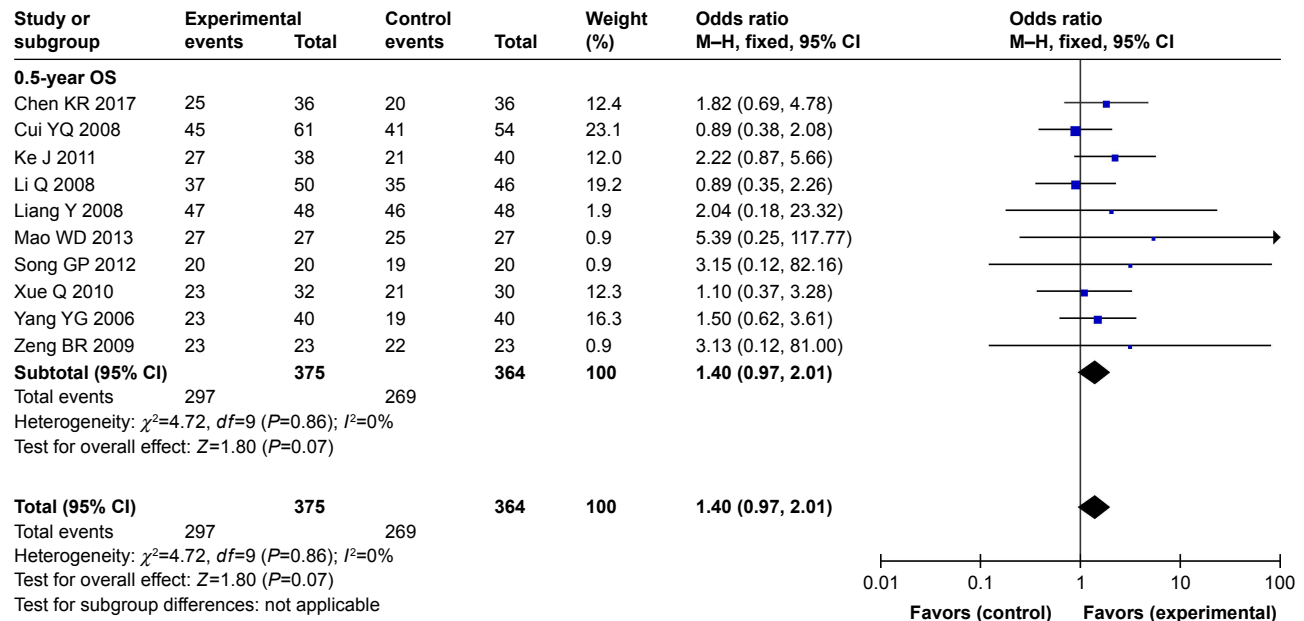 Study or subgroup Experimental events Total Control events Total Weight (%) Odds ratio M–H, fixed, 95% CI Odds ratio M–H, fixed, 95% CI
0.5-year OS
Chen KR 2017 25 36 20 36 12.4 1.82 (0.69, 4.78)
Cui YQ 2008 45 61 41 54 23.1 0.89 (0.38, 2.08)
Ke J 2011 27 38 21 40 12.0 2.22 (0.87, 5.66)
Li Q 2008 37 50 35 46 19.2 0.89 (0.35, 2.26)
Liang Y 2008 47 48 46 48 1.9 2.04 (0.18, 23.32)
Mao WD 2013 27 27 25 27 0.9 5.39 (0.25, 117.77)
Song GP 2012 20 20 19 20 0.9 3.15 (0.12, 82.16)
Xue Q 2010 23 32 21 30 12.3 1.10 (0.37, 3.28)
Yang YG 2006 23 40 19 40 16.3 1.50 (0.62, 3.61)
Zeng BR 2009 23 23 22 23 0.9 3.13 (0.12, 81.00)
Subtotal (95% CI) 375 364 100 1.40 (0.97, 2.01)
Total events 297 269
Heterogeneity: χ²=4.72, df=9 (P=0.86); I²=0%
Test for overall effect: Z=1.80 (P=0.07)
Total (95% CI) 375 364 100 1.40 (0.97, 2.01)
Total events 297 269
Heterogeneity: χ²=4.72, df=9 (P=0.86); I²=0%
Test for overall effect: Z=1.80 (P=0.07)
Test for subgroup differences: not applicable
0.01 0.1 1 10 100
Favors (control) Favors (experimental)